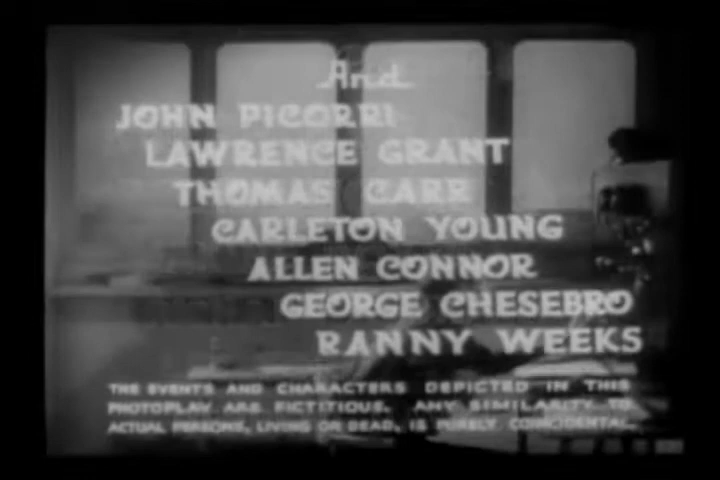 And
JOHN PICORRI
LAWRENCE GRANT
THOMAS CARR
CARLETON YOUNG
ALLEN CONNOR
GEORGE CHESEBRO
RANNY WEEKS
THE EVENTS AND CHARACTERS DEPICTED IN THIS
PHOTOPLAY ARE FICTITIOUS. ANY SIMILARITY TO
ACTUAL PERSONS, LIVING OR DEAD, IS PURELY COINCIDENTAL.